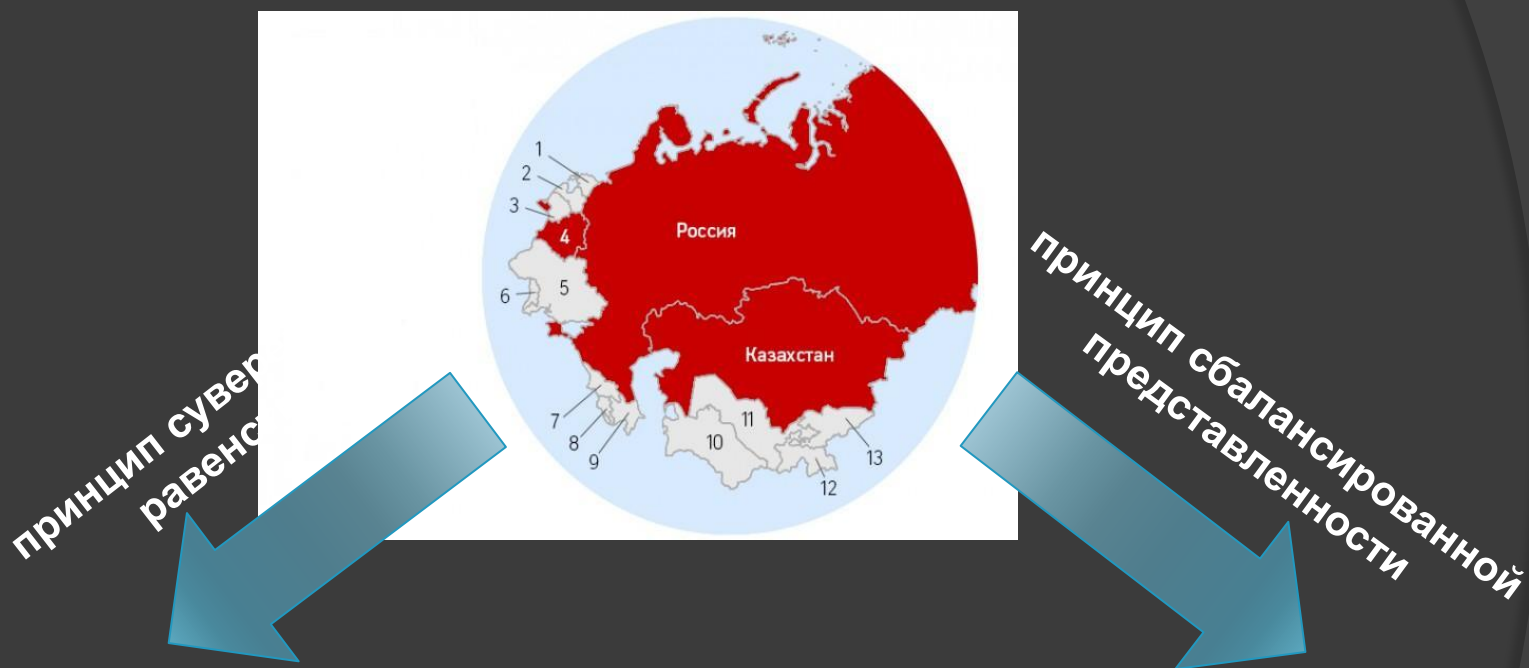 1
2
3
4
Россия
5
6
Казахстан
7
8
9
10
11
12
13
принцип
принцип сбалансированной
представленности